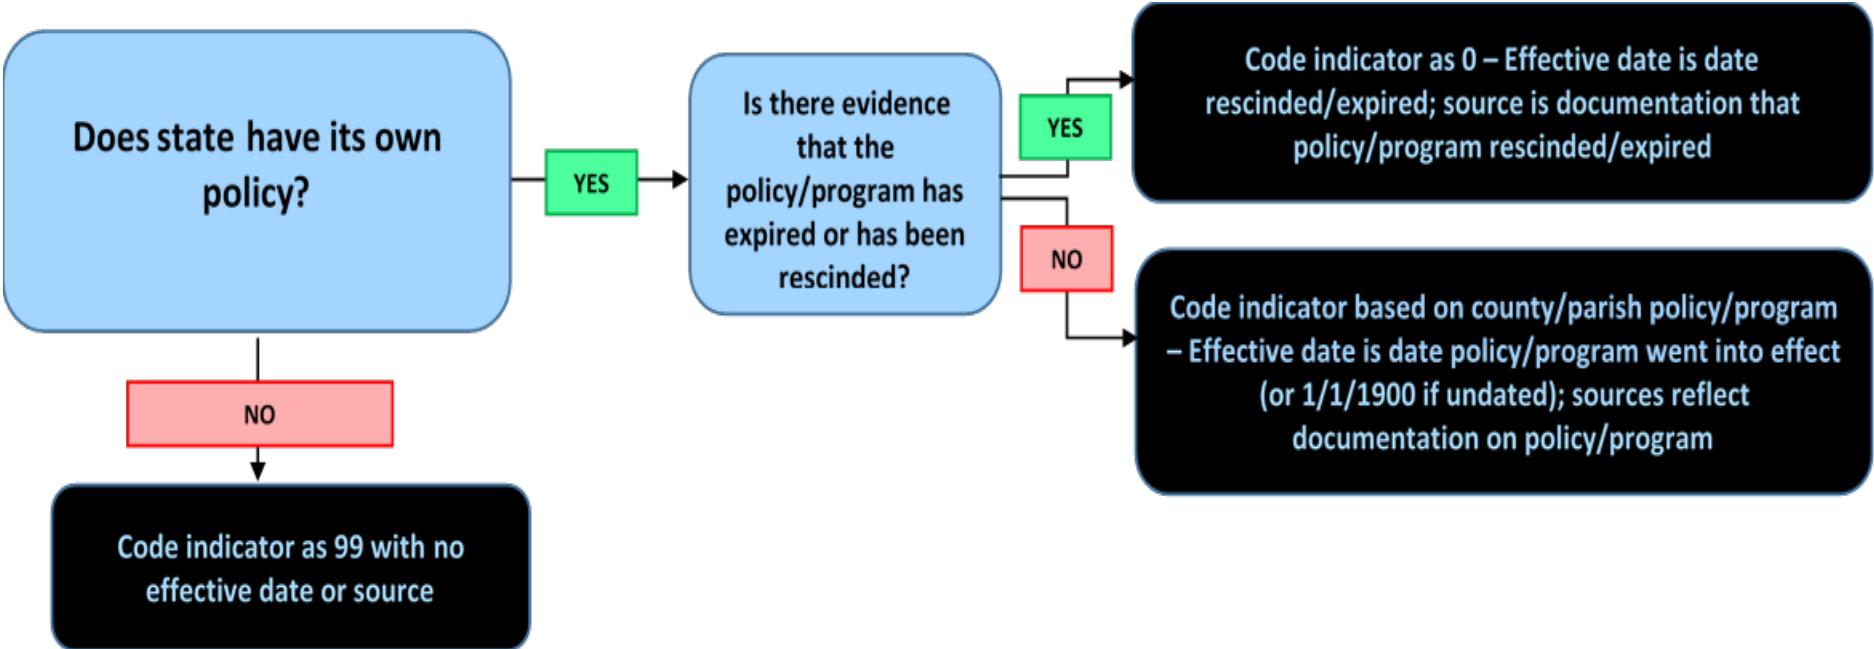 Does state have its own
policy?
YES
Is there evidence
that the
policy/program has
expired or has been
rescinded?
YES
Code indicator as 0 – Effective date is date
rescinded/expired; source is documentation that
policy/program rescinded/expired
NO
Code indicator based on county/parish policy/program
– Effective date is date policy/program went into effect
(or 1/1/1900 if undated); sources reflect
documentation on policy/program
NO
Code indicator as 99 with no
effective date or source